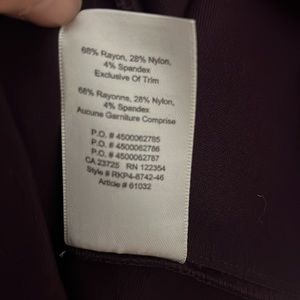 68% Rayon, 28% Nylon,
4% Spandex
Exclusive Of Trim
68% Rayonne, 28% Nylon,
4% Spandex
Aucune Garniture Comprise
P.O. # 4500062785
P.O. # 4500062786
P.O. # 4500062787
CA 23725 RN 122354
Style # RKP4-8742-46
Article # 61032